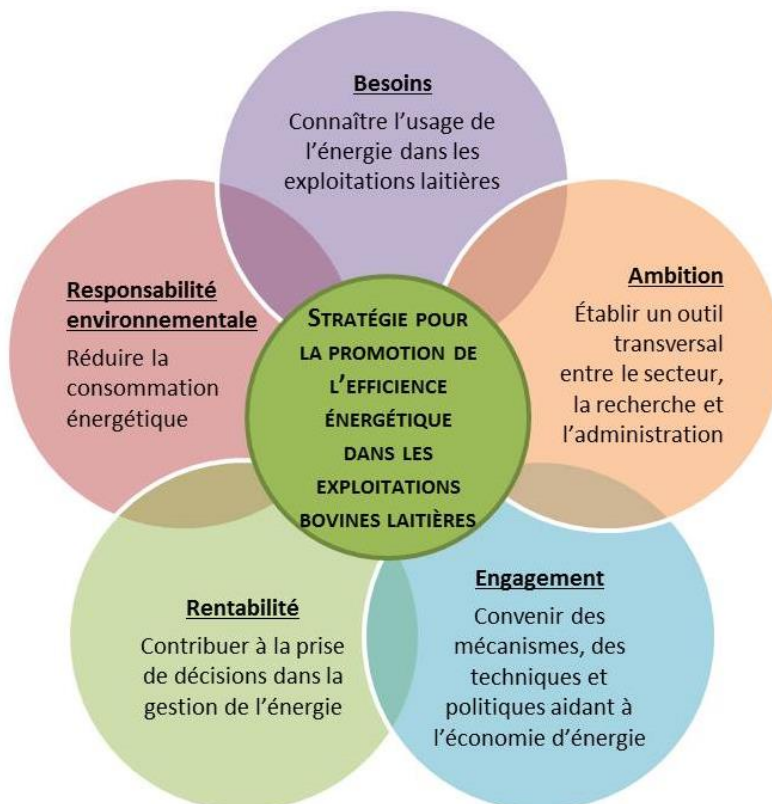 Besoins
Connaître l’usage de
l’énergie dans les
exploitations laitières
Ambition
Établir un outil
transversal
entre le secteur,
la recherche et
l’administration
Engagement
Convenir des
mécanismes, des
techniques et
politiques aidant à
l’économie d’énergie
Rentabilité
Contribuer à la prise
de décisions dans la
gestion de l’énergie
Responsabilité
environnementale
Réduire la
consommation
énergétique
STRATÉGIE POUR
LA PROMOTION DE
L’EFFICIENCE
ÉNERGÉTIQUE
DANS LES
EXPLOITATIONS
BOVINES LAITIÈRES